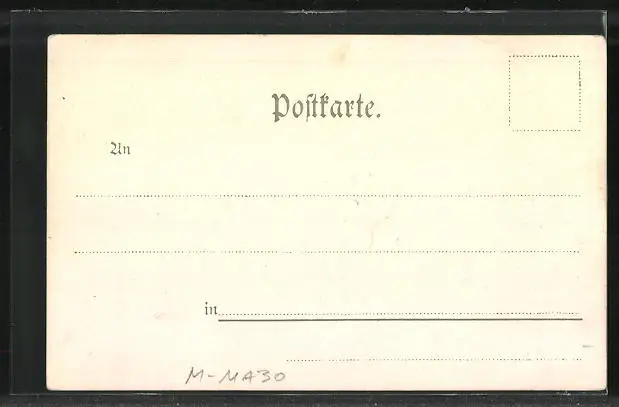 Poſtkarte.
An
in
M-MA30